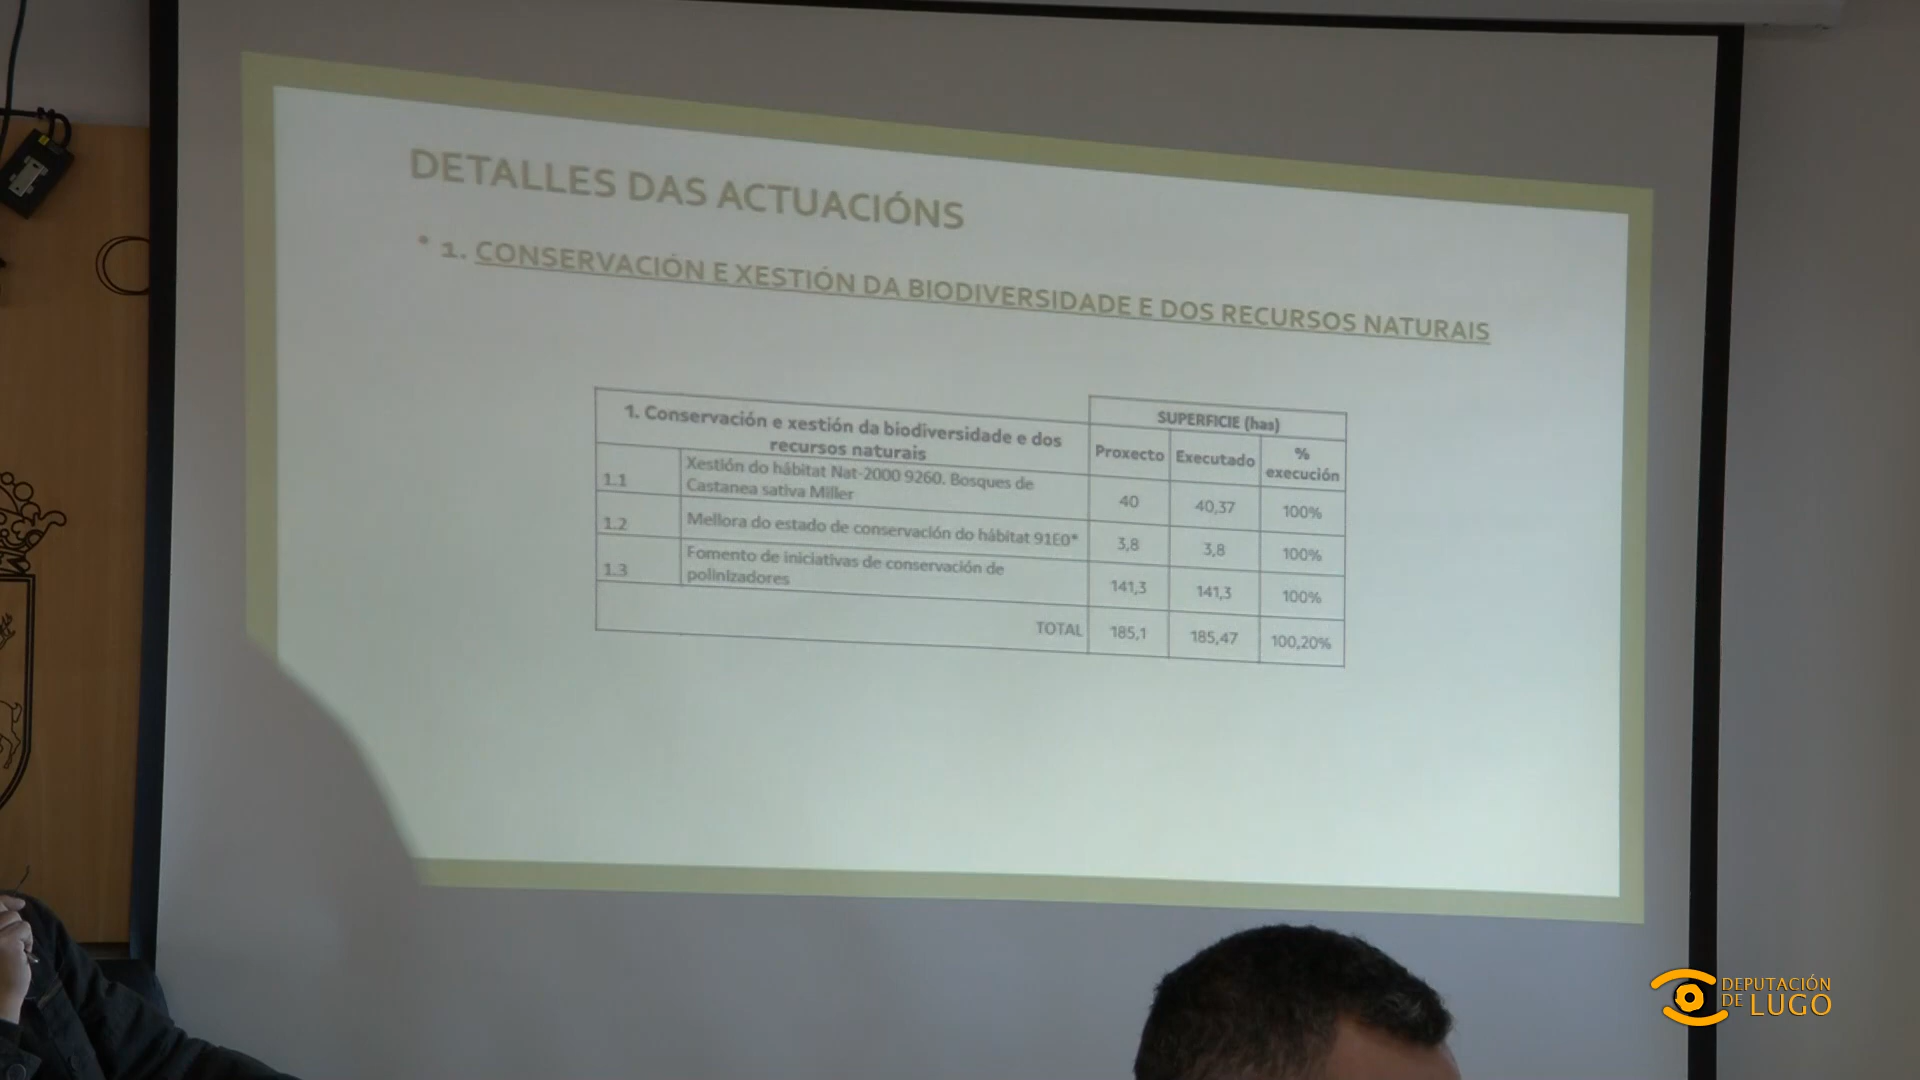 DETALLES DAS ACTUACIÓNS
• 1. CONSERVACIÓN E XESTIÓN DA BIODIVERSIDADE E DOS RECURSOS NATURAIS
1. Conservación e xestión da biodiversidade e dos
recursos naturais
SUPERFICIE (has)
Proxecto Executado %
execución
1.1 Xestión do hábitat Nat-2000 9260. Bosques de
Castanea sativa Miller 40 40,37 100%
1.2 Mellora do estado de conservación do hábitat 91E0* 3,8 3,8 100%
1.3 Fomento de iniciativas de conservación de
polinizadores 141,3 141,3 100%
TOTAL 185,1 185,47 100,20%
DEPUTACIÓN
DE LUGO